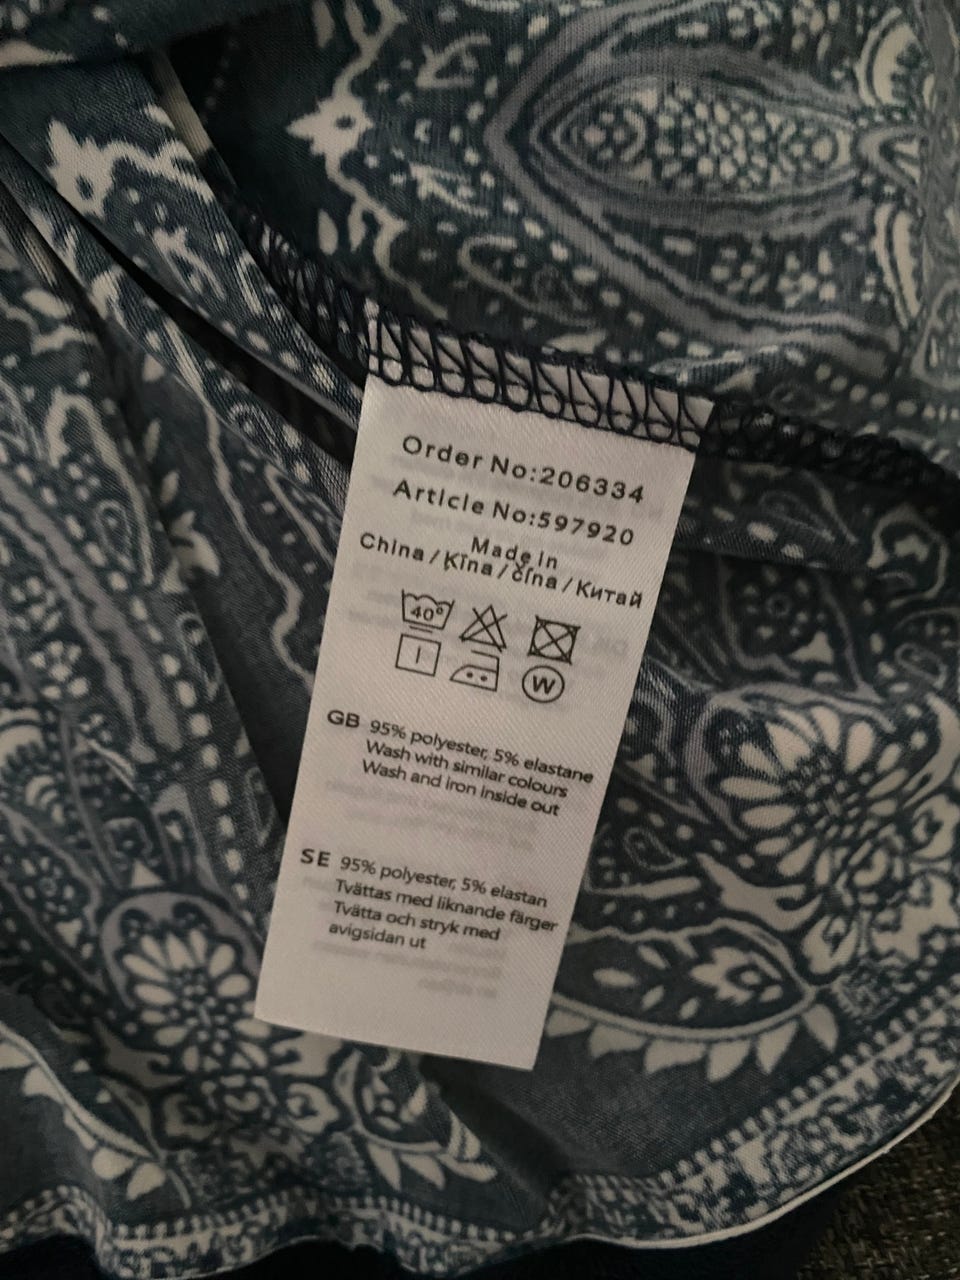 Order No:206334
Article No:597920
Made in
China / Ķīna / čína / Китай
40°
W
GB 95% polyester, 5% elastane
Wash with similar colours
Wash and iron inside out
SE 95% polyester, 5% elastan
Tvättas med liknande färger
Tvätta och stryk med
avigsidan ut